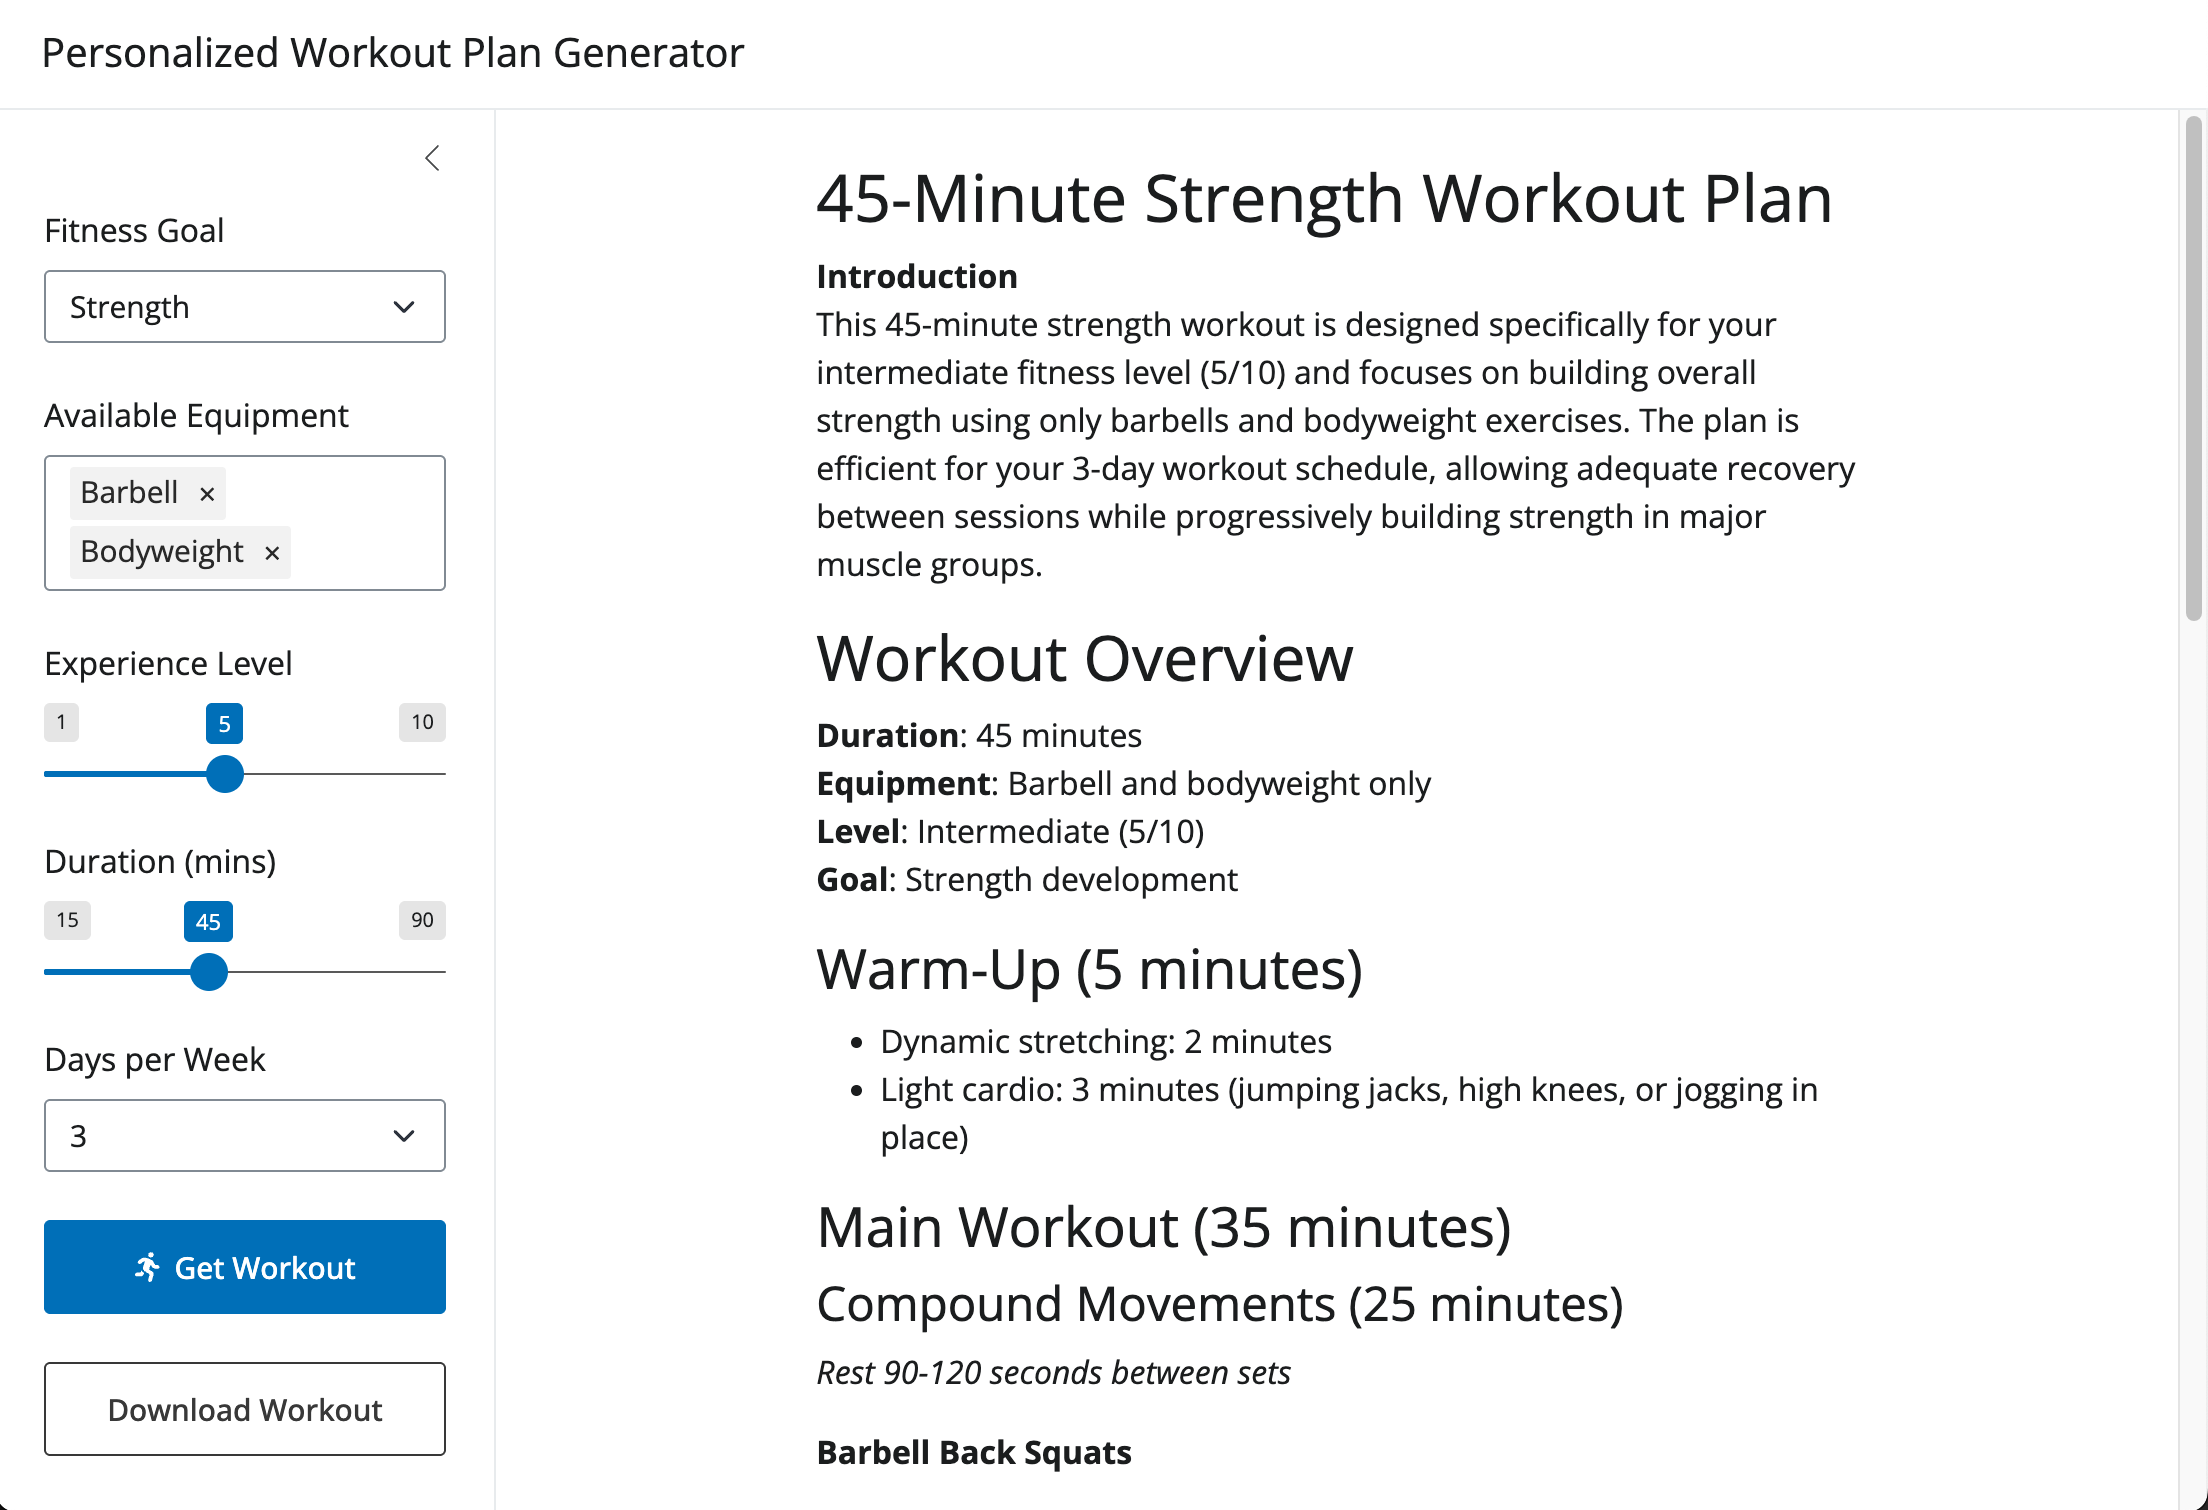 Personalized Workout Plan Generator
Fitness Goal
Strength
Available Equipment
Barbell ×
Bodyweight ×
Experience Level
1 5 10
Duration (mins)
15 45 90
Days per Week
3
Get Workout
Download Workout
45-Minute Strength Workout Plan
Introduction
This 45-minute strength workout is designed specifically for your
intermediate fitness level (5/10) and focuses on building overall
strength using only barbells and bodyweight exercises. The plan is
efficient for your 3-day workout schedule, allowing adequate recovery
between sessions while progressively building strength in major
muscle groups.
Workout Overview
Duration: 45 minutes
Equipment: Barbell and bodyweight only
Level: Intermediate (5/10)
Goal: Strength development
Warm-Up (5 minutes)
• Dynamic stretching: 2 minutes
• Light cardio: 3 minutes (jumping jacks, high knees, or jogging in
place)
Main Workout (35 minutes)
Compound Movements (25 minutes)
Rest 90-120 seconds between sets
Barbell Back Squats